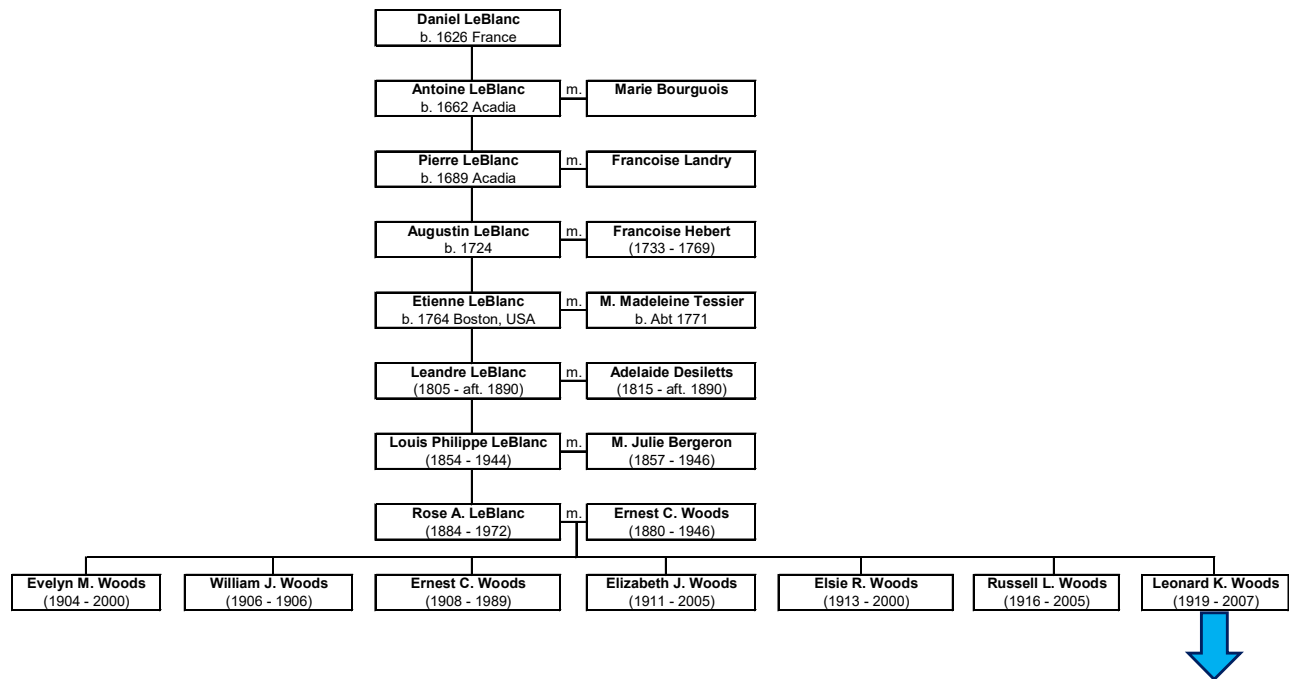 Daniel LeBlanc
b. 1626 France
Antoine LeBlanc
b. 1662 Acadia
m.
Marie Bourguois
Pierre LeBlanc
b. 1689 Acadia
m.
Francoise Landry
Augustin LeBlanc
b. 1724
m.
Francoise Hebert
(1733 - 1769)
Etienne LeBlanc
b. 1764 Boston, USA
m.
M. Madeleine Tessier
b. Abt 1771
Leandre LeBlanc
(1805 - aft. 1890)
m.
Adelaide Desiletts
(1815 - aft. 1890)
Louis Philippe LeBlanc
(1854 - 1944)
m.
M. Julie Bergeron
(1857 - 1946)
Rose A. LeBlanc
(1884 - 1972)
m.
Ernest C. Woods
(1880 - 1946)
Evelyn M. Woods
(1904 - 2000)
William J. Woods
(1906 - 1906)
Ernest C. Woods
(1908 - 1989)
Elizabeth J. Woods
(1911 - 2005)
Elsie R. Woods
(1913 - 2000)
Russell L. Woods
(1916 - 2005)
Leonard K. Woods
(1919 - 2007)